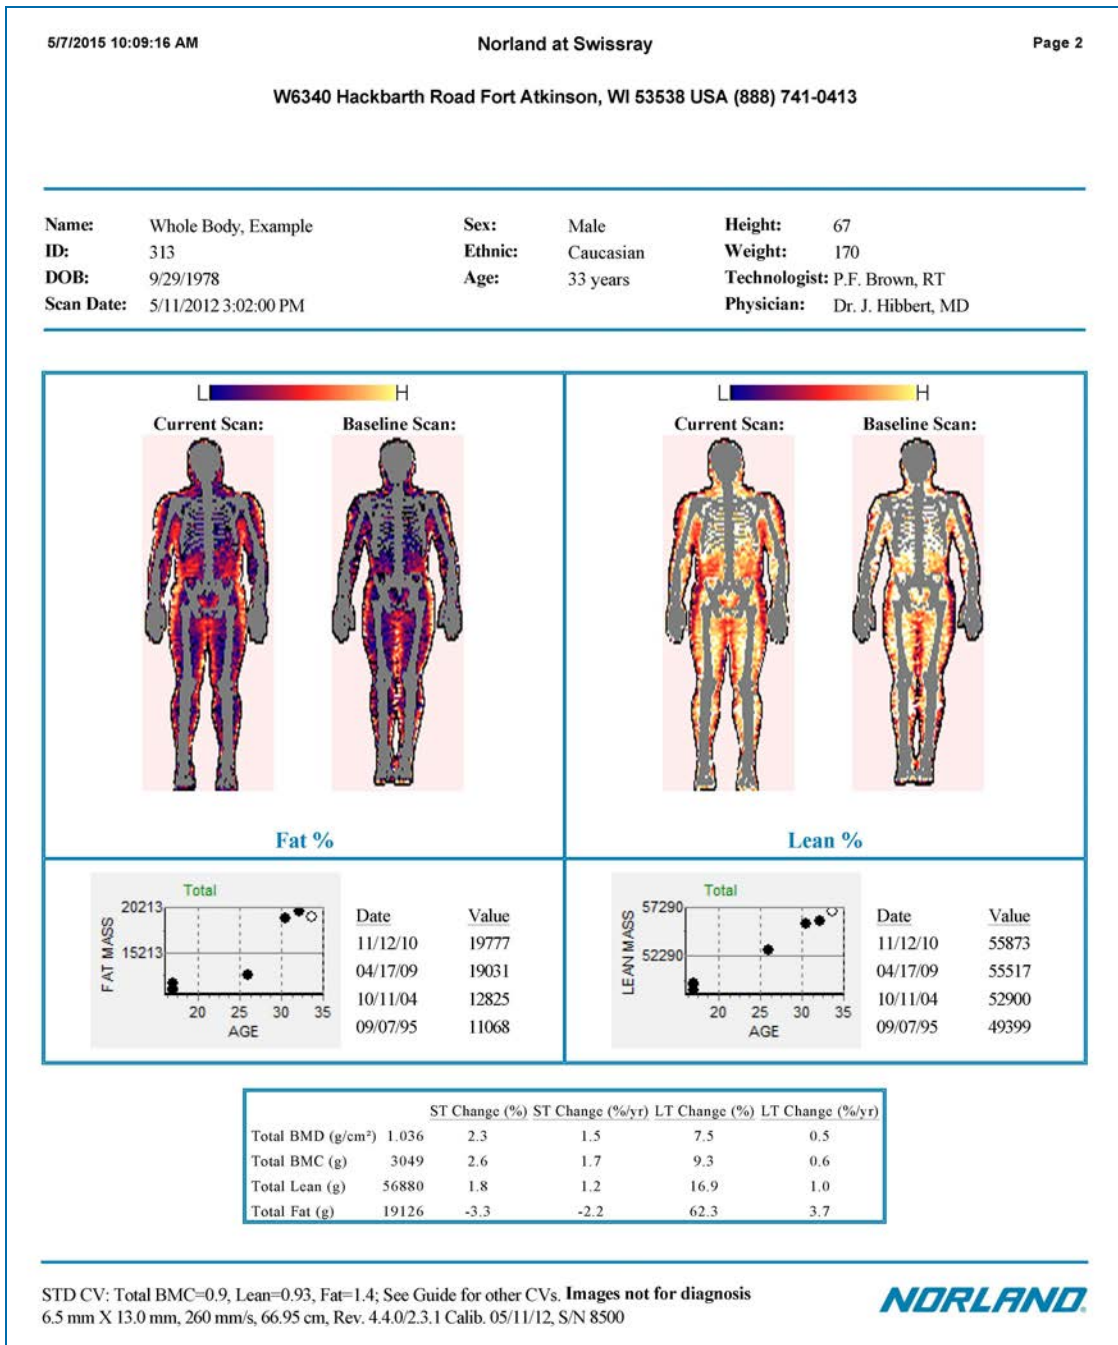 5/7/2015 10:09:16 AM Norland at Swissray Page 2
W6340 Hackbarth Road Fort Atkinson, WI 53538 USA (888) 741-0413
Name: Whole Body, Example Sex: Male Height: 67
ID: 313 Ethnic: Caucasian Weight: 170
DOB: 9/29/1978 Age: 33 years Technologist: P.F. Brown, RT
Scan Date: 5/11/2012 3:02:00 PM Physician: Dr. J. Hibbert, MD
L H
Current Scan: Baseline Scan:
Fat %
L H
Current Scan: Baseline Scan:
Lean %
Total
20213
15213
FAT MASS
20 25 30 35
AGE
Date Value
11/12/10 19777
04/17/09 19031
10/11/04 12825
09/07/95 11068
Total
57290
52290
LEAN MASS
20 25 30 35
AGE
Date Value
11/12/10 55873
04/17/09 55517
10/11/04 52900
09/07/95 49399
ST Change (%) ST Change (%/yr) LT Change (%) LT Change (%/yr)
Total BMD (g/cm²) 1.036 2.3 1.5 7.5 0.5
Total BMC (g) 3049 2.6 1.7 9.3 0.6
Total Lean (g) 56880 1.8 1.2 16.9 1.0
Total Fat (g) 19126 -3.3 -2.2 62.3 3.7
STD CV: Total BMC=0.9, Lean=0.93, Fat=1.4; See Guide for other CVs. Images not for diagnosis
6.5 mm X 13.0 mm, 260 mm/s, 66.95 cm, Rev. 4.4.0/2.3.1 Calib. 05/11/12, S/N 8500
NORLAND